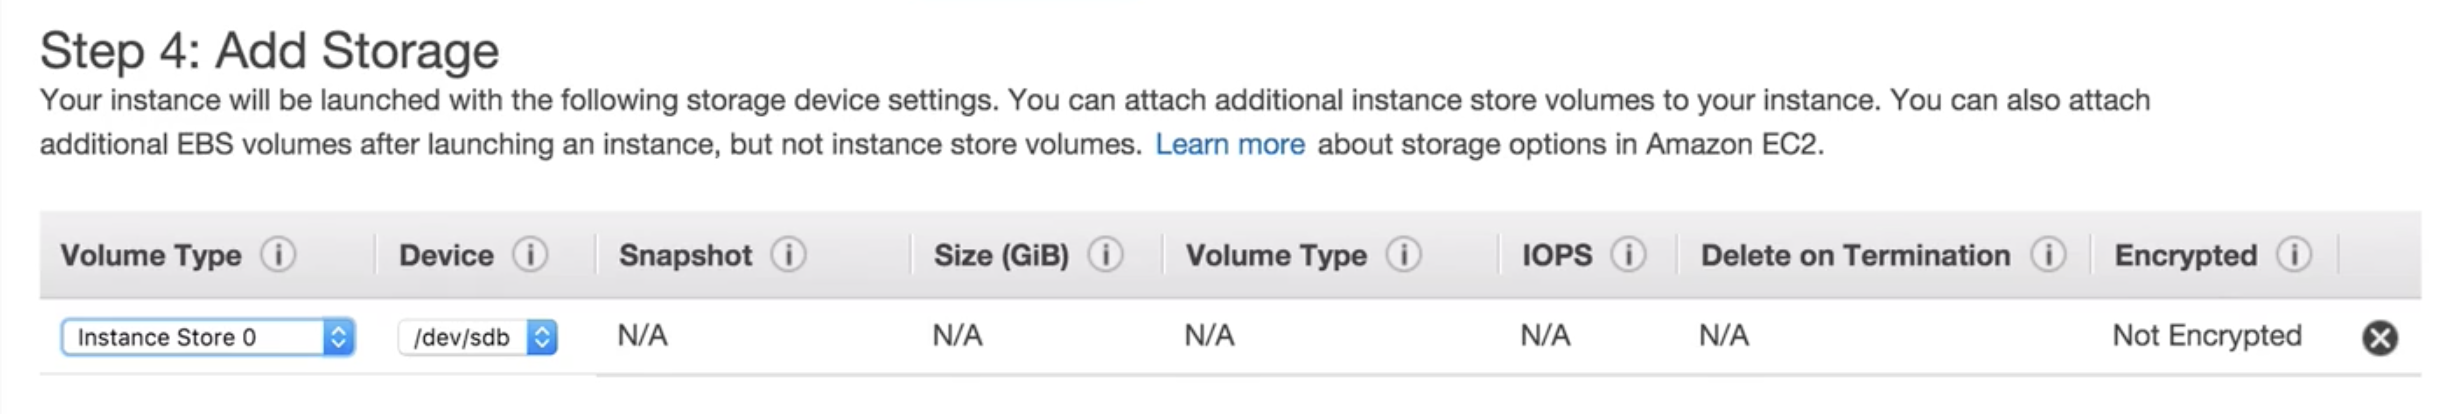 Step 4: Add Storage
Your instance will be launched with the following storage device settings. You can attach additional instance store volumes to your instance. You can also attach
additional EBS volumes after launching an instance, but not instance store volumes. Learn more about storage options in Amazon EC2.
Volume Type i Device i Snapshot i Size (GiB) i Volume Type i IOPS i Delete on Termination i Encrypted i
Instance Store 0 /dev/sdb N/A N/A N/A N/A N/A Not Encrypted